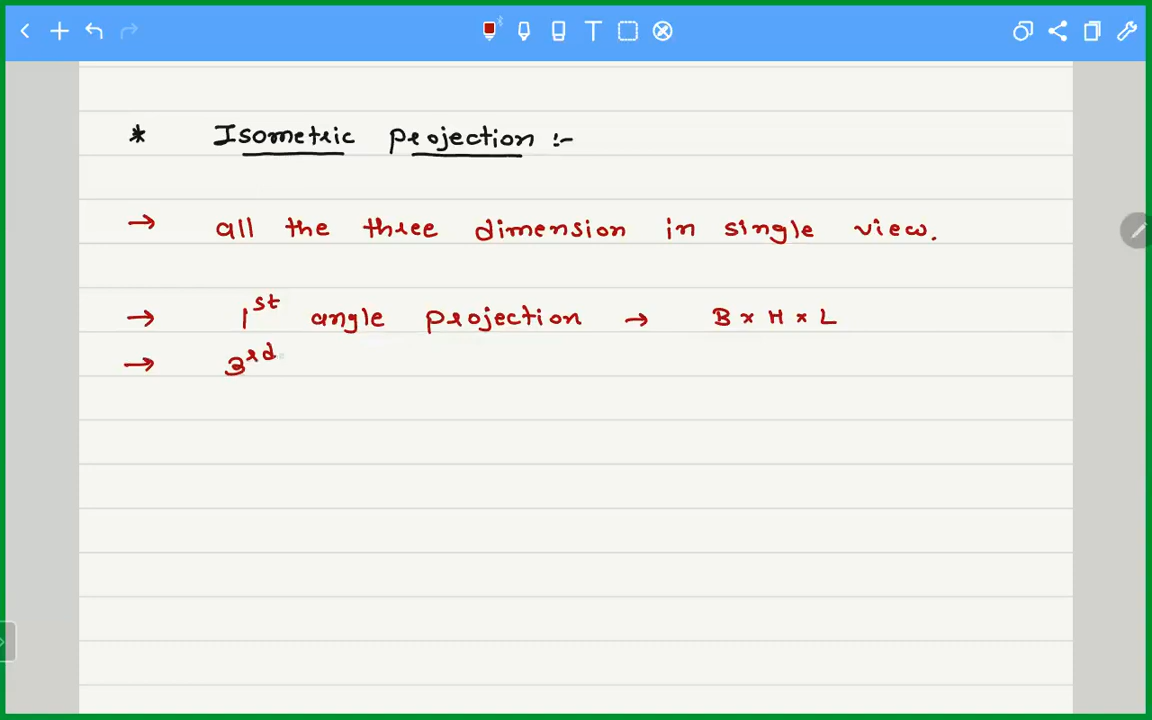 * Isometric projection :-
→ all the three dimension in single view.
→ 1st angle projection → B × H × L
→ 3rd